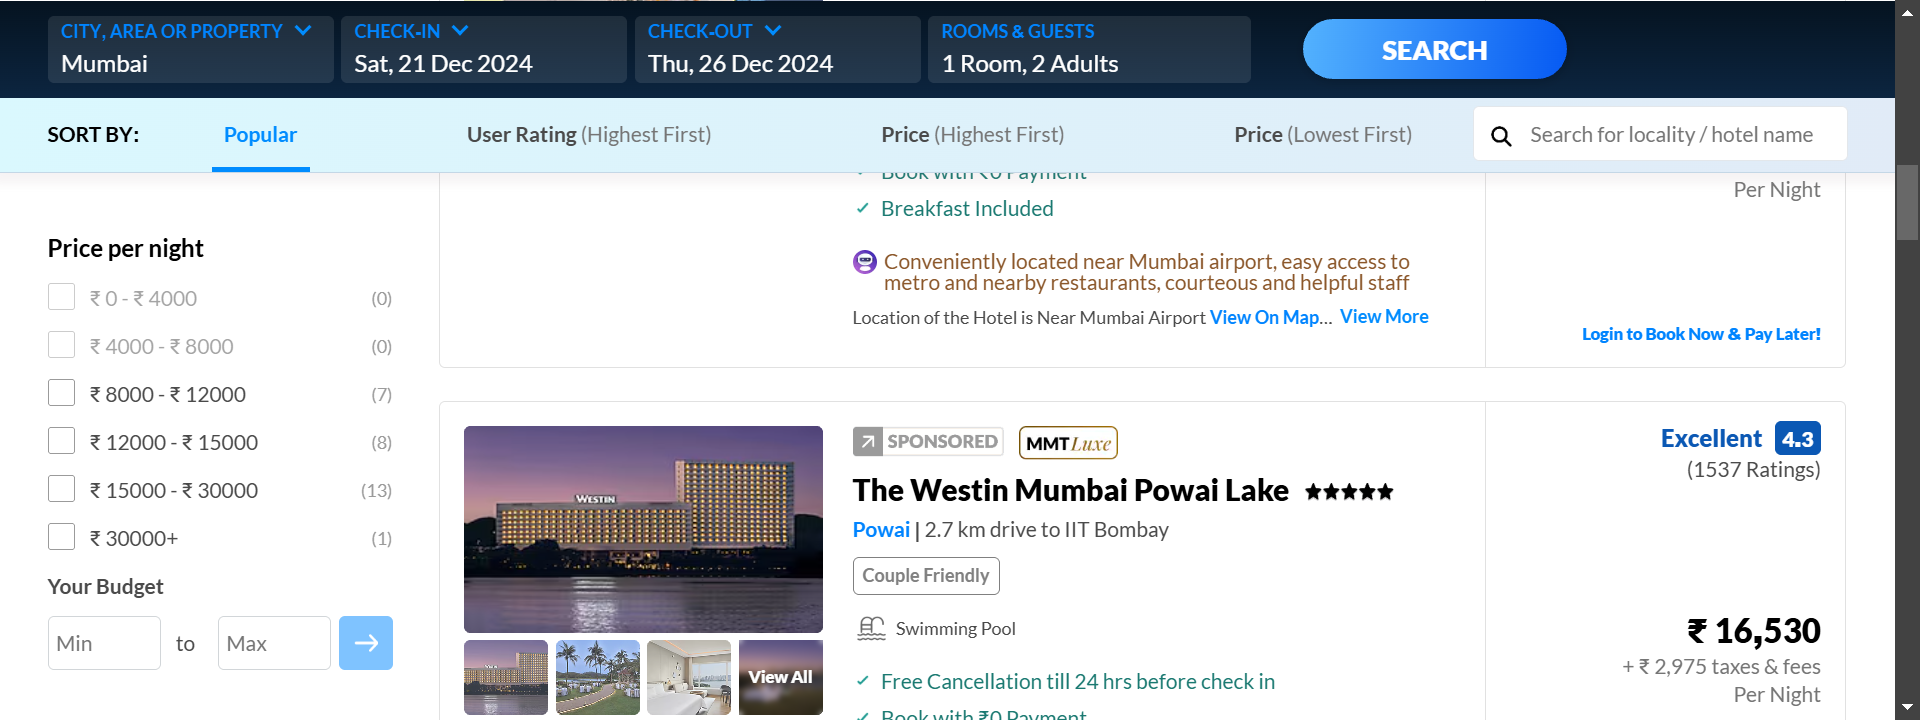 CITY, AREA OR PROPERTY
Mumbai
CHECK-IN
Sat, 21 Dec 2024
CHECK-OUT
Thu, 26 Dec 2024
ROOMS & GUESTS
1 Room, 2 Adults
SEARCH
SORT BY:
Popular
User Rating (Highest First)
Price (Highest First)
Price (Lowest First)
Search for locality / hotel name
Price per night
₹ 0 - ₹ 4000 (0)
₹ 4000 - ₹ 8000 (0)
₹ 8000 - ₹ 12000 (7)
₹ 12000 - ₹ 15000 (8)
₹ 15000 - ₹ 30000 (13)
₹ 30000+ (1)
Your Budget
Min to Max
Book with ₹0 Payment
Breakfast Included
Conveniently located near Mumbai airport, easy access to
metro and nearby restaurants, courteous and helpful staff
Location of the Hotel is Near Mumbai Airport View On Map... View More
Per Night
Login to Book Now & Pay Later!
WESTIN
View All
SPONSORED
MMT Luxe
The Westin Mumbai Powai Lake
Powai | 2.7 km drive to IIT Bombay
Couple Friendly
Swimming Pool
Free Cancellation till 24 hrs before check in
Book with ₹0 Payment
Excellent 4.3
(1537 Ratings)
₹ 16,530
+ ₹ 2,975 taxes & fees
Per Night